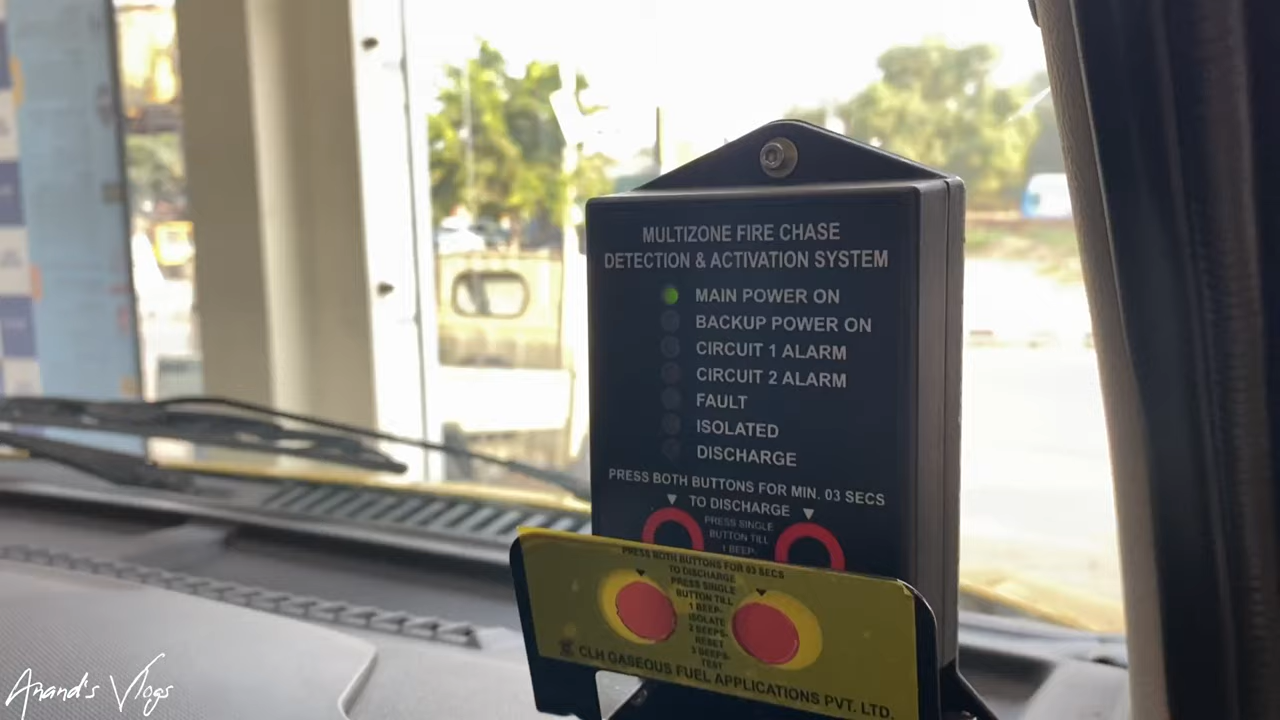 MULTIZONE FIRE CHASE
DETECTION & ACTIVATION SYSTEM
MAIN POWER ON
BACKUP POWER ON
CIRCUIT 1 ALARM
CIRCUIT 2 ALARM
FAULT
ISOLATED
DISCHARGE
PRESS BOTH BUTTONS FOR MIN. 03 SECS
TO DISCHARGE
PRESS SINGLE
BUTTON TILL
1 BEEP-
PRESS BOTH BUTTONS FOR 03 SECS
TO DISCHARGE
PRESS SINGLE
BUTTON TILL
1 BEEP-
ISOLATE
2 BEEPS-
RESET
3 BEEPS-
TEST
CLH GASEOUS FUEL APPLICATIONS PVT. LTD.
Anand's Vlogs